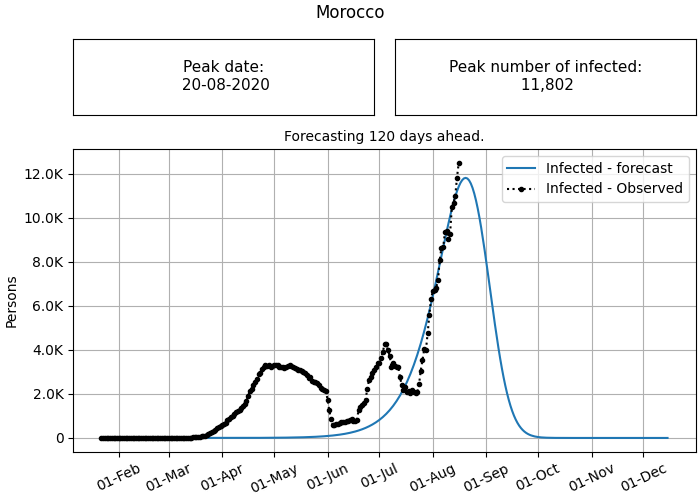 Morocco
Peak date:
20-08-2020
Peak number of infected:
11,802
Forecasting 120 days ahead.
Infected - forecast
Infected - Observed
12.0K
10.0K
8.0K
6.0K
4.0K
2.0K
0
Persons
01-Feb
01-Mar
01-Apr
01-May
01-Jun
01-Jul
01-Aug
01-Sep
01-Oct
01-Nov
01-Dec